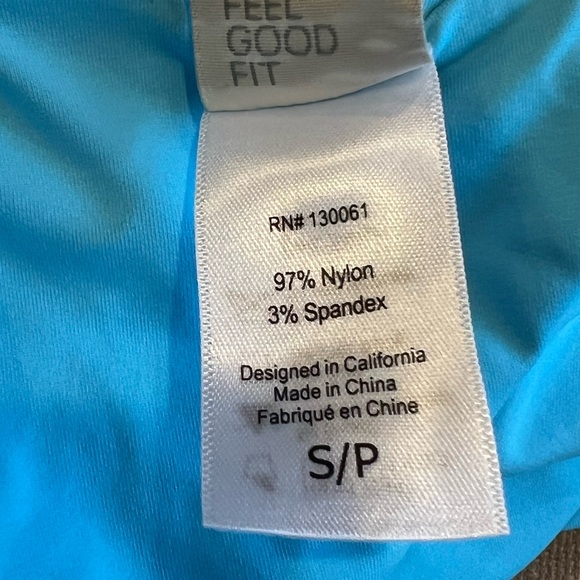 FEEL
GOOD
FIT
RN# 130061
97% Nylon
3% Spandex
Designed in California
Made in China
Fabriqué en Chine
S/P